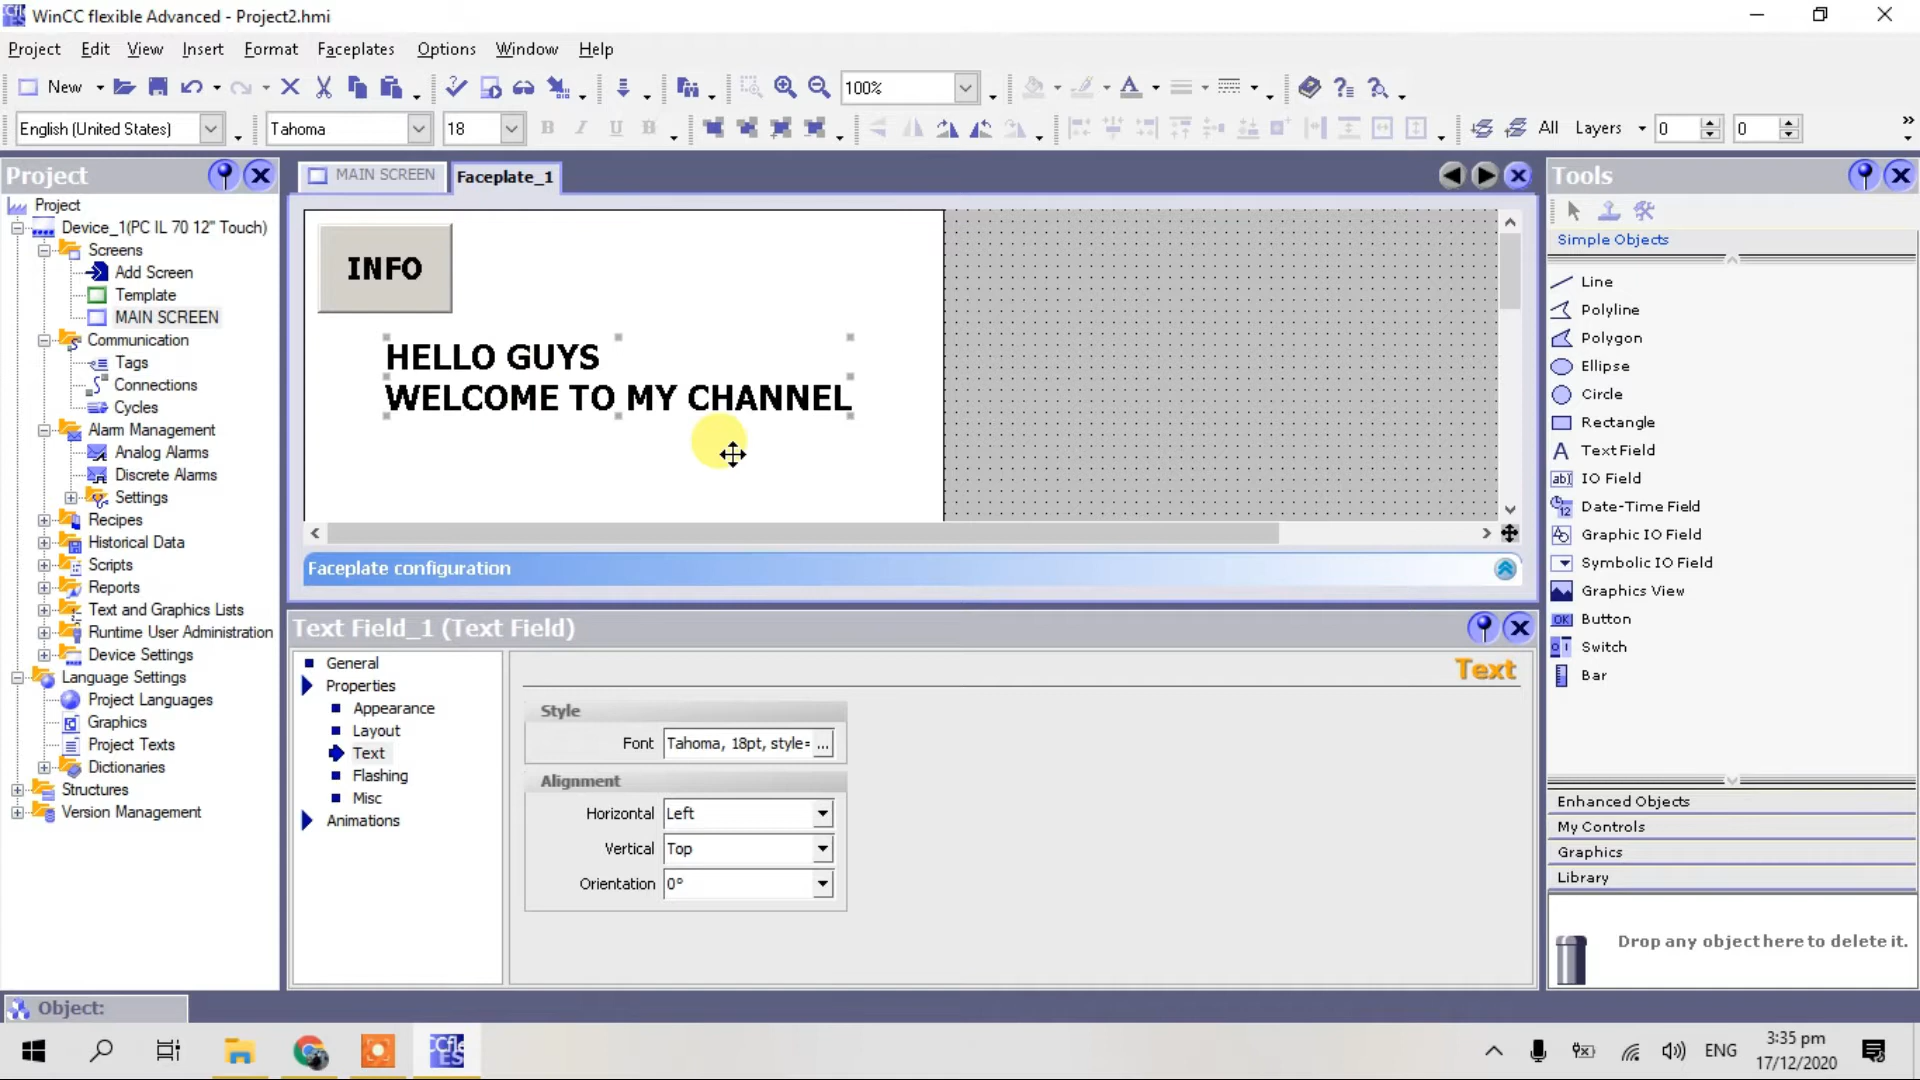 WinCC flexible Advanced - Project2.hmi
Project Edit View Insert Format Faceplates Options Window Help
New 100%
English (United States) Tahoma 18 B I U B All Layers 0 0
Project
Project
Device_1(PC IL 70 12" Touch)
Screens
Add Screen
Template
MAIN SCREEN
Communication
Tags
Connections
Cycles
Alarm Management
Analog Alarms
Discrete Alarms
Settings
Recipes
Historical Data
Scripts
Reports
Text and Graphics Lists
Runtime User Administration
Device Settings
Language Settings
Project Languages
Graphics
Project Texts
Dictionaries
Structures
Version Management
MAIN SCREEN Faceplate_1
INFO
HELLO GUYS
WELCOME TO MY CHANNEL
Faceplate configuration
Text Field_1 (Text Field)
General
Properties
Appearance
Layout
Text
Flashing
Misc
Animations
Text
Style
Font Tahoma, 18pt, style= ...
Alignment
Horizontal Left
Vertical Top
Orientation 0°
Tools
Simple Objects
Line
Polyline
Polygon
Ellipse
Circle
Rectangle
Text Field
IO Field
Date-Time Field
Graphic IO Field
Symbolic IO Field
Graphics View
Button
Switch
Bar
Enhanced Objects
My Controls
Graphics
Library
Drop any object here to delete it.
Object:
ENG
3:35 pm
17/12/2020